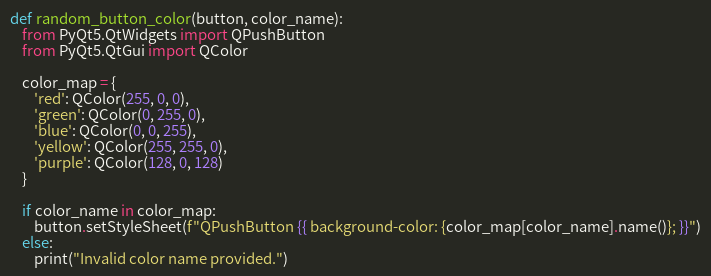 def random_button_color(button, color_name):
    from PyQt5.QtWidgets import QPushButton
    from PyQt5.QtGui import QColor

    color_map = {
        'red': QColor(255, 0, 0),
        'green': QColor(0, 255, 0),
        'blue': QColor(0, 0, 255),
        'yellow': QColor(255, 255, 0),
        'purple': QColor(128, 0, 128)
    }

    if color_name in color_map:
        button.setStyleSheet(f"QPushButton {{ background-color: {color_map[color_name].name()}; }}")
    else:
        print("Invalid color name provided.")